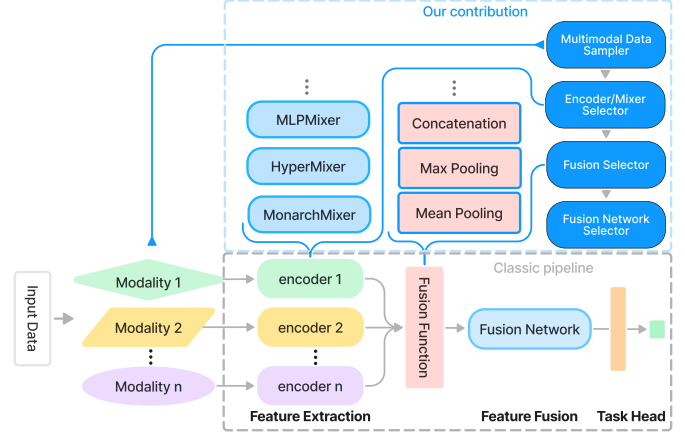 Our contribution
Multimodal Data
Sampler
Encoder/Mixer
Selector
Fusion Selector
Fusion Network
Selector
MLPMixer
HyperMixer
MonarchMixer
Concatenation
Max Pooling
Mean Pooling
Classic pipeline
Input Data
Modality 1
Modality 2
Modality n
encoder 1
encoder 2
encoder n
Fusion Function
Fusion Network
Feature Extraction
Feature Fusion
Task Head